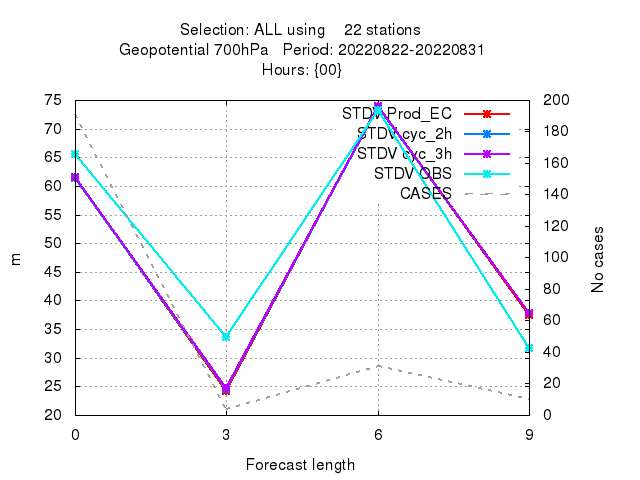 Selection: ALL using 22 stations
Geopotential 700hPa Period: 20220822-20220831
Hours: {00}
75
70
65
60
55
50
45
40
35
30
25
20
m
STDV Prod_EC
STDV cyc_2h
STDV cyc_3h
STDV OBS
CASES
200
180
160
140
120
100
80
60
40
20
0
No cases
0 3 6 9
Forecast length